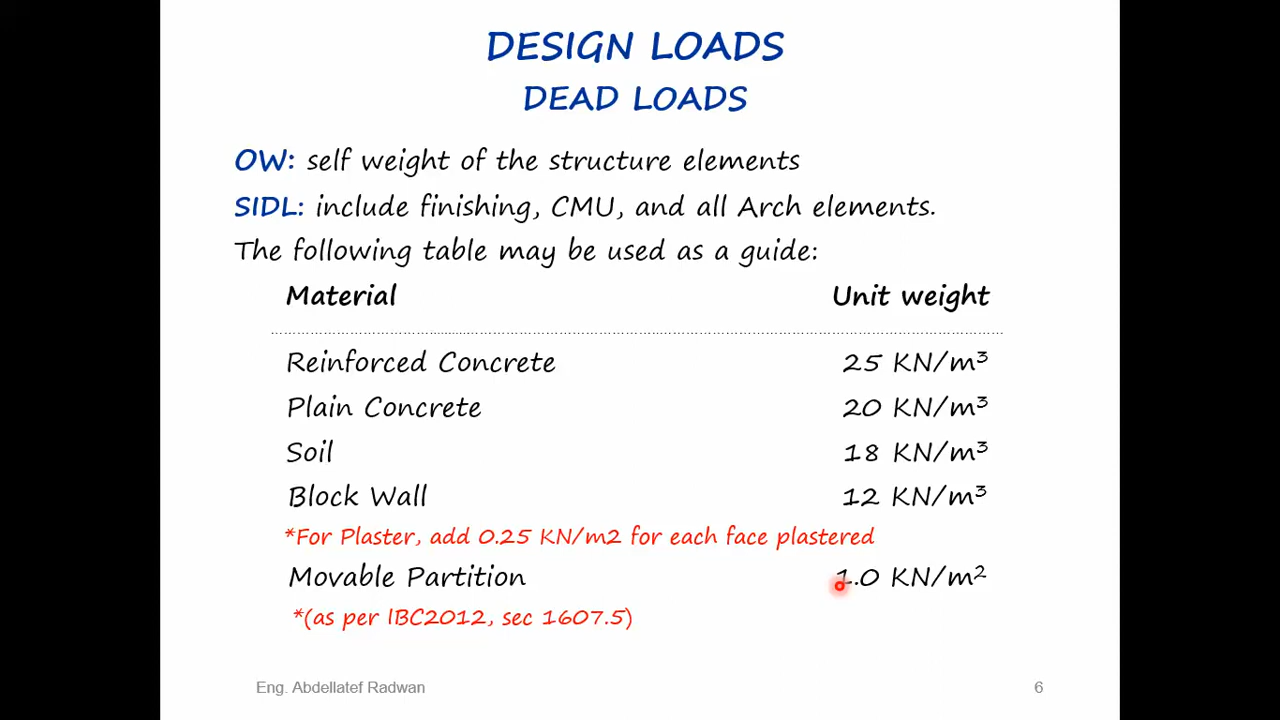 DESIGN LOADS
DEAD LOADS
OW: self weight of the structure elements
SIDL: include finishing, CMU, and all Arch elements.
The following table may be used as a guide:
Material Unit weight
Reinforced Concrete 25 KN/m³
Plain Concrete 20 KN/m³
Soil 18 KN/m³
Block Wall 12 KN/m³
*For Plaster, add 0.25 KN/m2 for each face plastered
Movable Partition 1.0 KN/m²
*(as per IBC2012, sec 1607.5)
Eng. Abdellatef Radwan 6